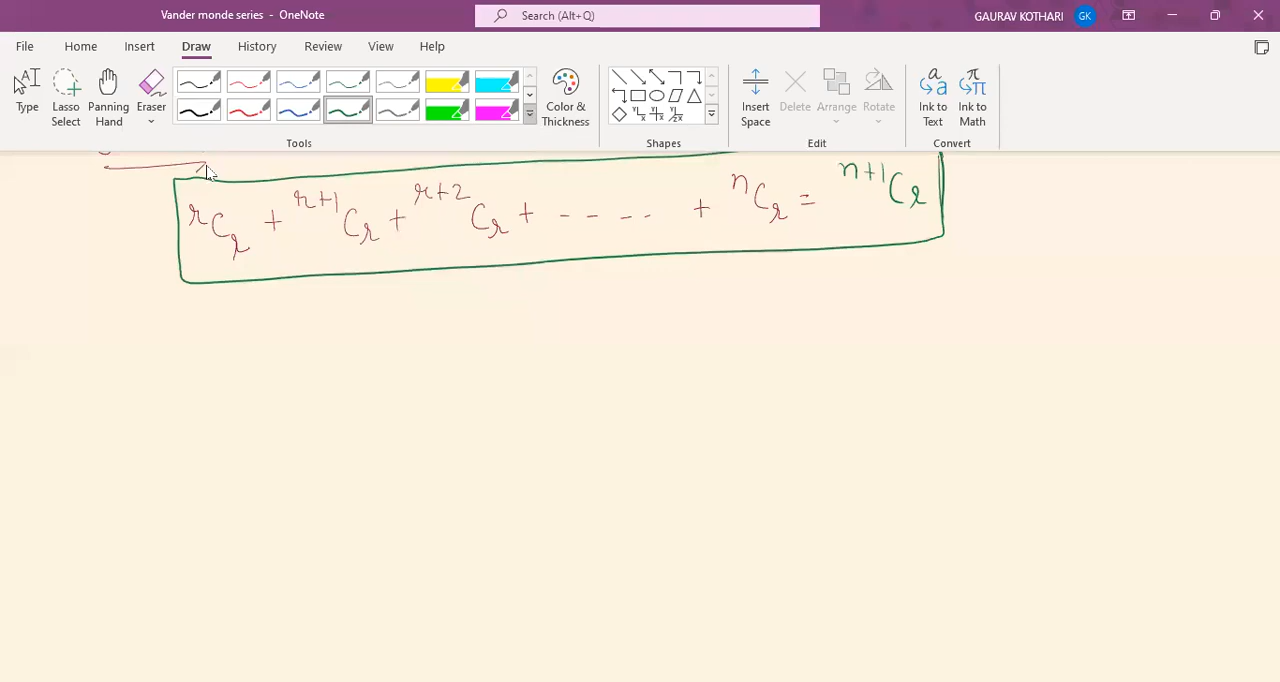 Vander monde series - OneNote
Search (Alt+Q)
GAURAV KOTHARI GK
File Home Insert Draw History Review View Help
Type Lasso Select Panning Hand Eraser Color & Thickness Insert Space Delete Arrange Rotate Ink to Text Ink to Math
Tools Shapes Edit Convert
ʳCᵣ + ʳ⁺¹Cᵣ + ʳ⁺²Cᵣ + - - - - - + ⁿCᵣ = ⁿ⁺¹Cᵣ